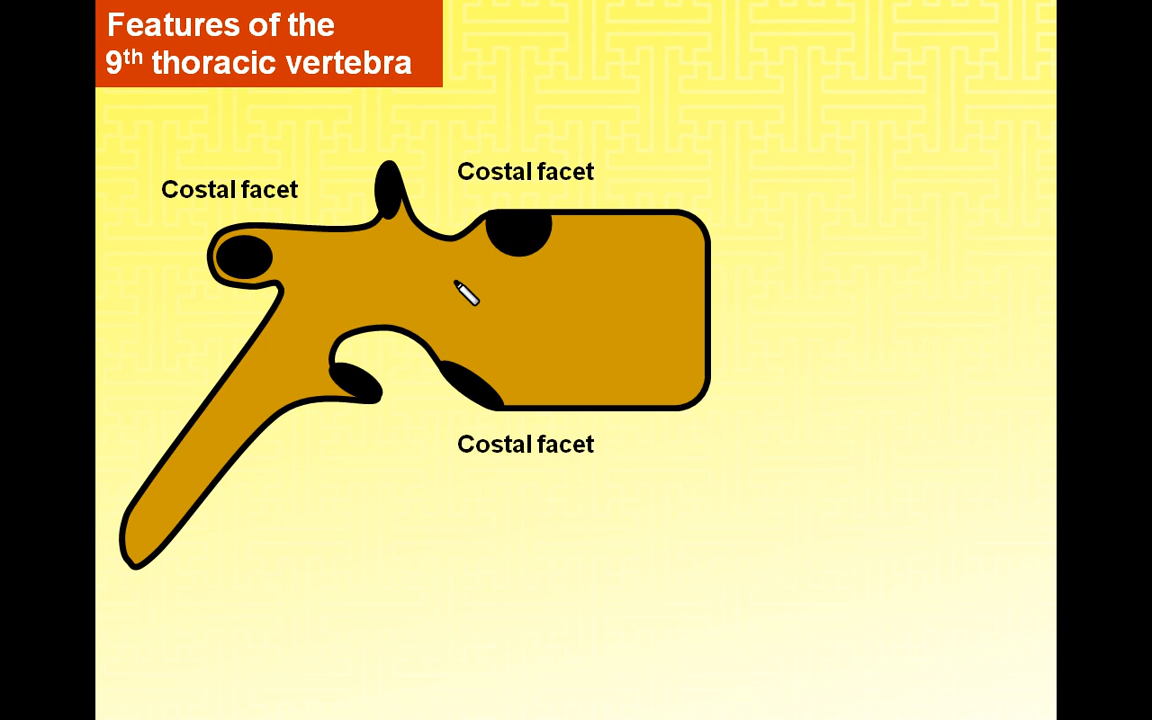 Features of the
9th thoracic vertebra
Costal facet
Costal facet
Costal facet